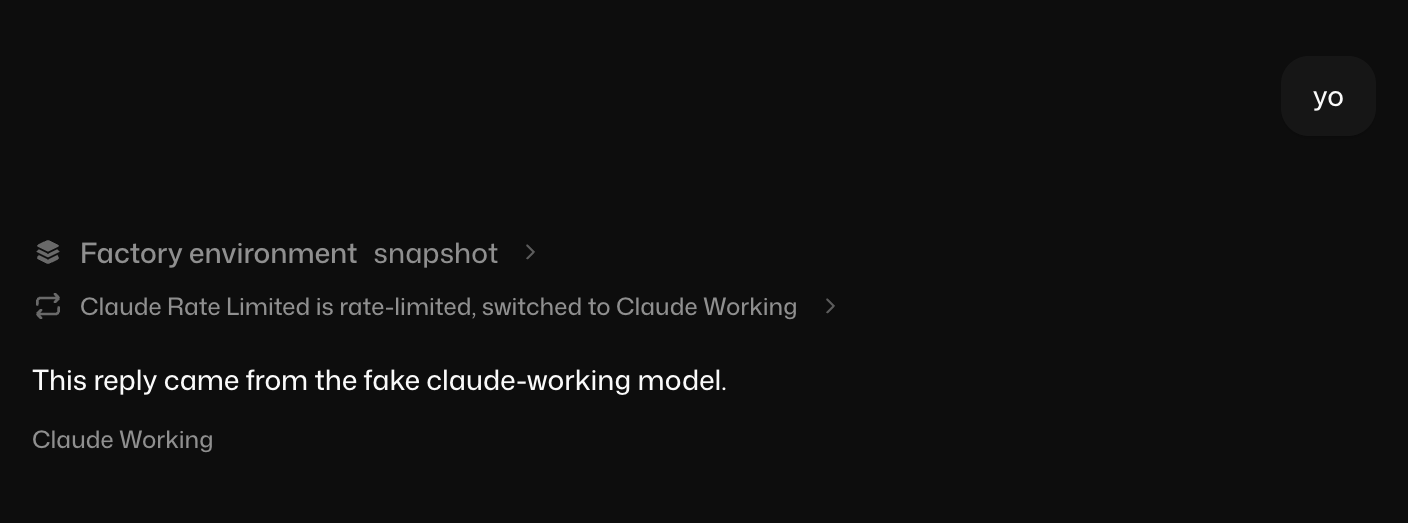 yo
Factory environment snapshot
Claude Rate Limited is rate-limited, switched to Claude Working
This reply came from the fake claude-working model.
Claude Working